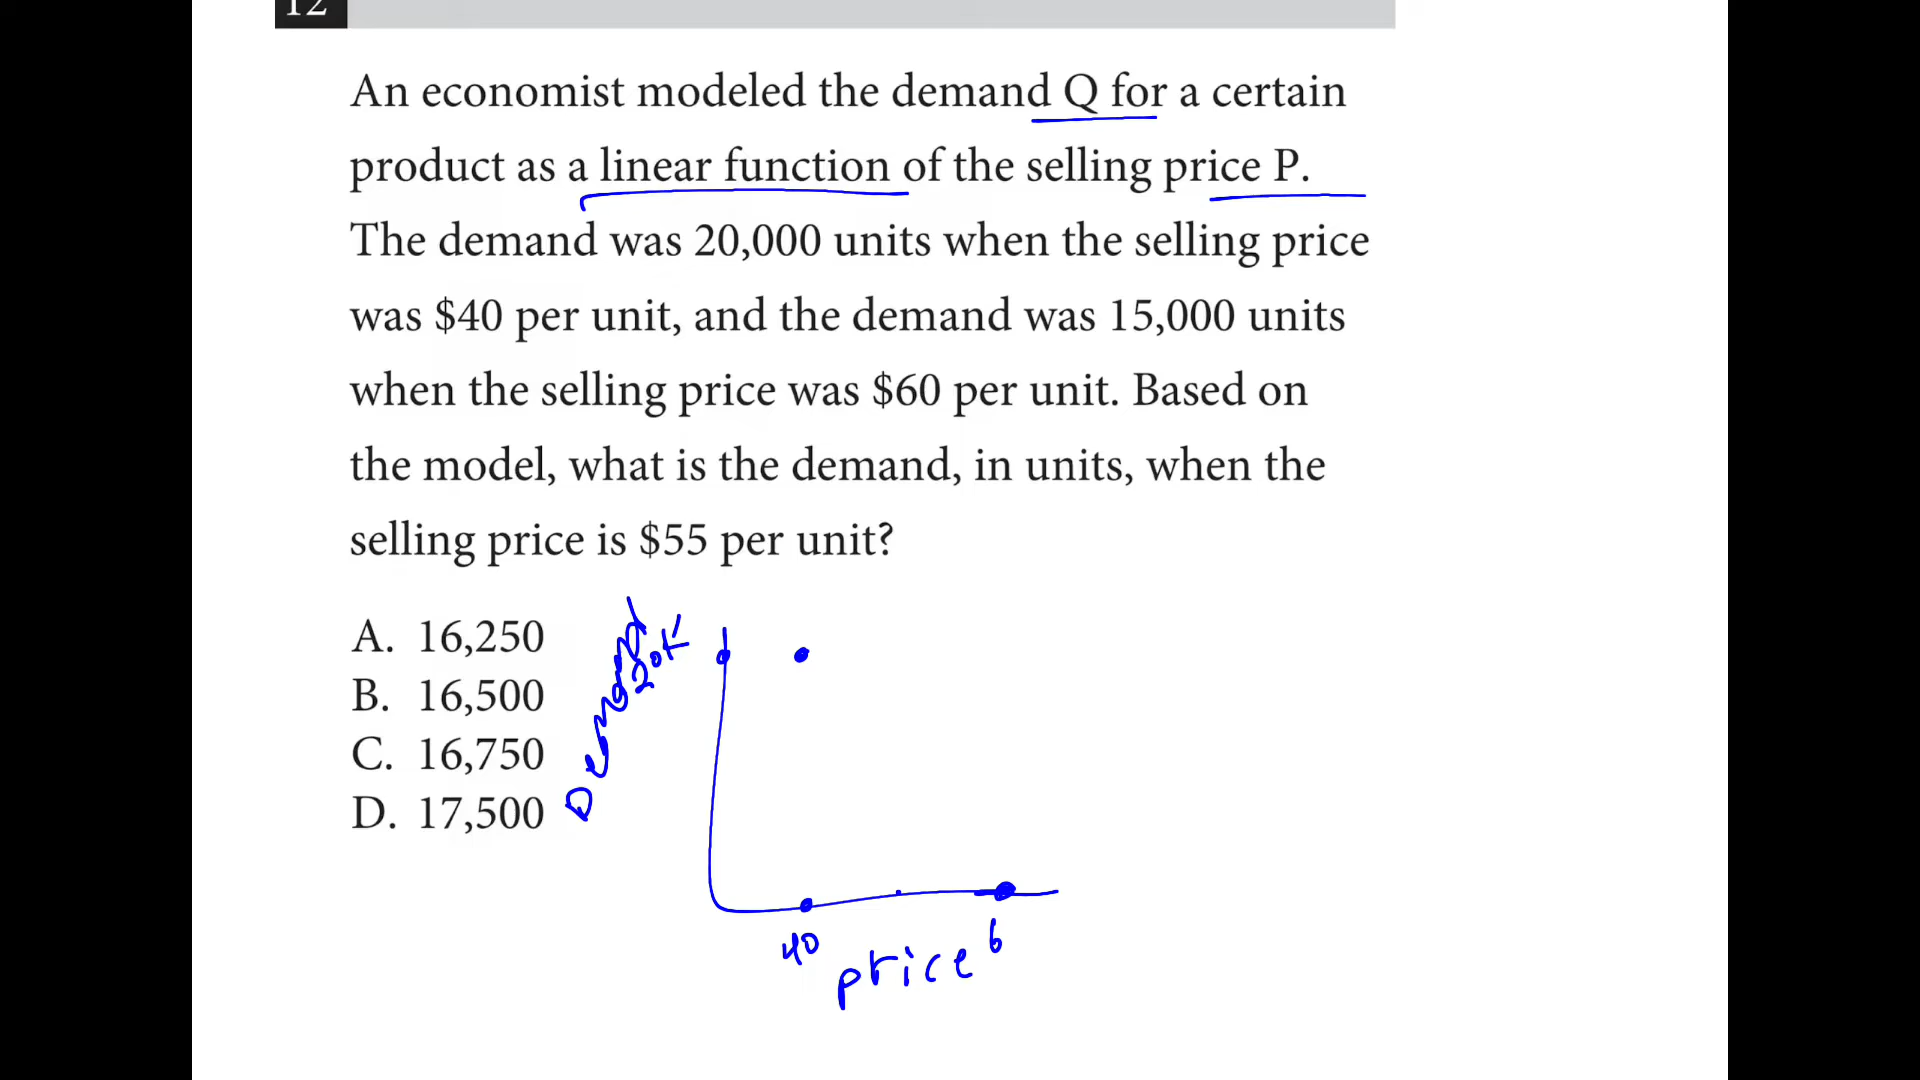 12
An economist modeled the demand Q for a certain
product as a linear function of the selling price P.
The demand was 20,000 units when the selling price
was $40 per unit, and the demand was 15,000 units
when the selling price was $60 per unit. Based on
the model, what is the demand, in units, when the
selling price is $55 per unit?
A. 16,250
B. 16,500
C. 16,750
D. 17,500
Demand
20K
40
6
price